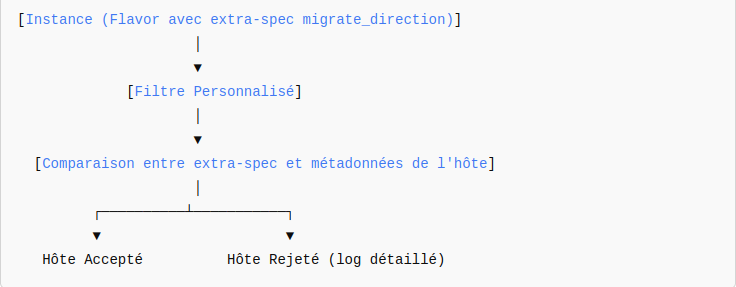 [Instance (Flavor avec extra-spec migrate_direction)]
[Filtre Personnalisé]
[Comparaison entre extra-spec et métadonnées de l'hôte]
Hôte Accepté Hôte Rejeté (log détaillé)